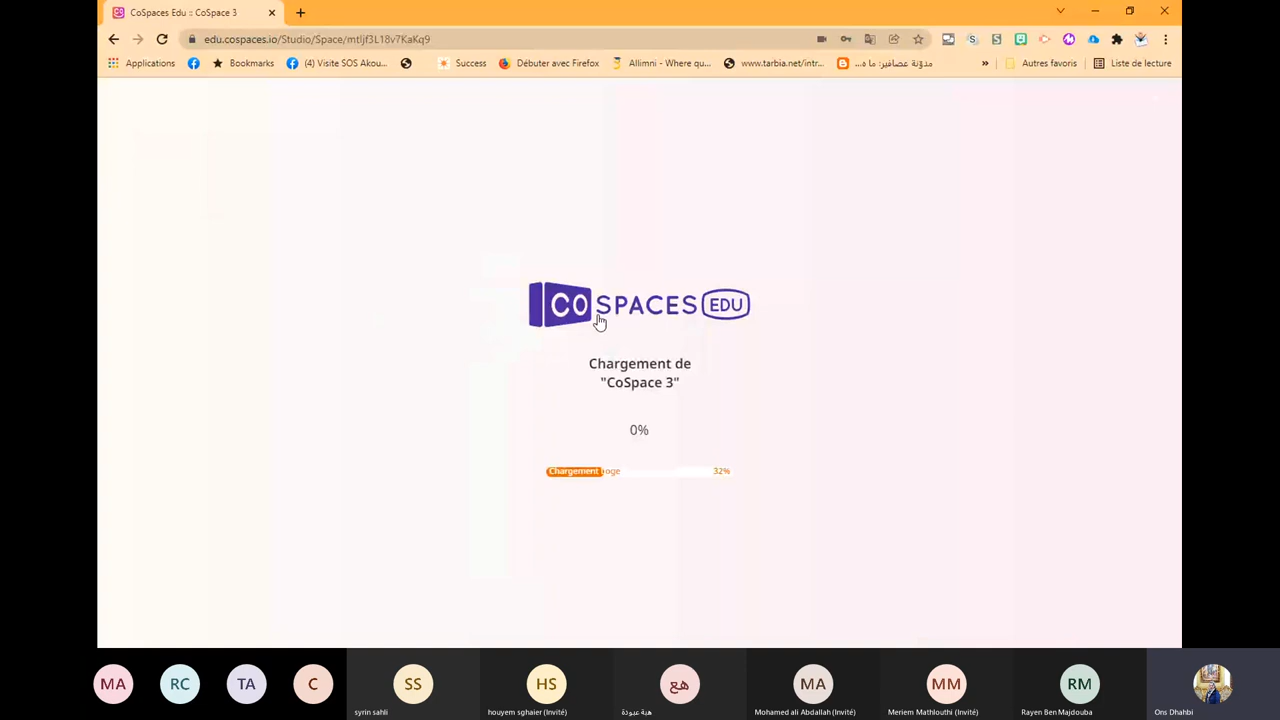 CoSpaces Edu :: CoSpace 3
edu.cospaces.io/Studio/Space/mtIjf3L18v7KaKq9
Applications
Bookmarks
(4) Visite SOS Akou...
Success
Débuter avec Firefox
Allimni - Where qu...
www.tarbia.net/intr...
مدوّنة عصافير: ما ه...
»
Autres favoris
Liste de lecture
CO SPACES EDU
Chargement de
"CoSpace 3"
0%
Chargement
oge
32%
MA
RC
TA
C
SS
HS
هع
MA
MM
RM
syrin sahli
houyem sghaier (Invité)
هبة عبودة
Mohamed ali Abdallah (Invité)
Meriem Mathlouthi (Invité)
Rayen Ben Majdouba
Ons Dhahbi